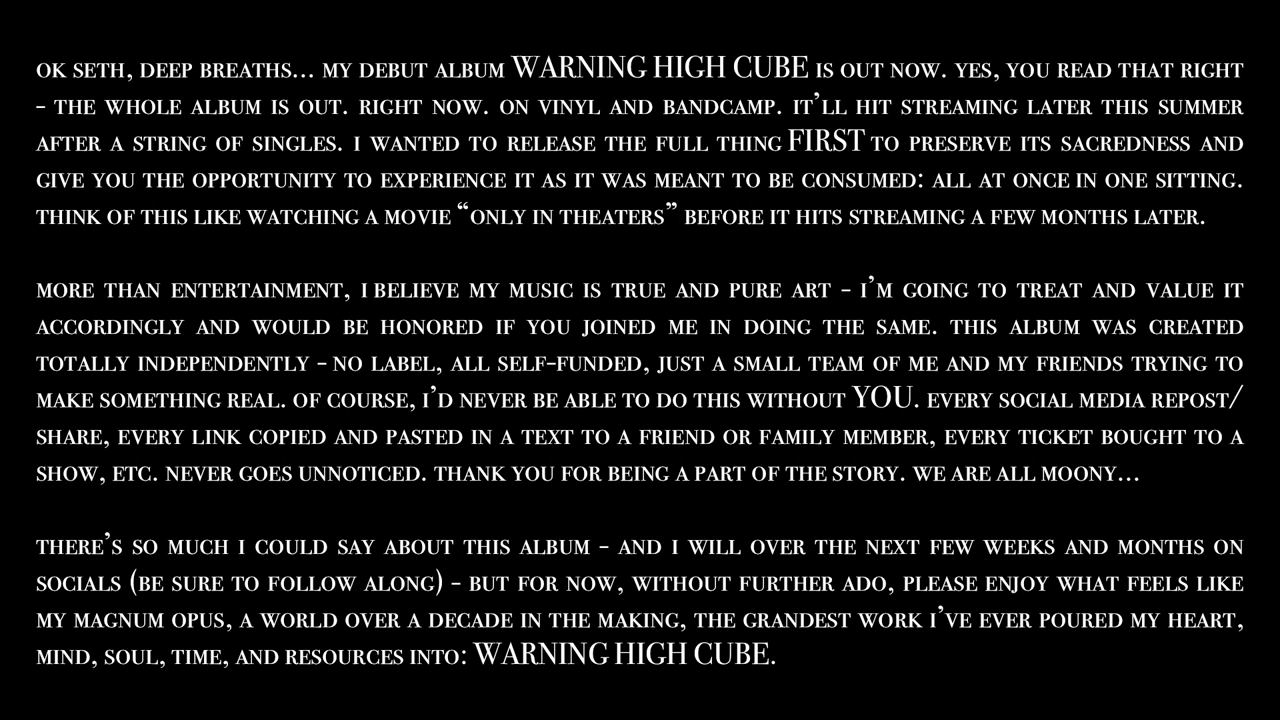 OK SETH, DEEP BREATHS... MY DEBUT ALBUM WARNING HIGH CUBE IS OUT NOW. YES, YOU READ THAT RIGHT
- THE WHOLE ALBUM IS OUT. RIGHT NOW. ON VINYL AND BANDCAMP. IT’LL HIT STREAMING LATER THIS SUMMER
AFTER A STRING OF SINGLES. I WANTED TO RELEASE THE FULL THING FIRST TO PRESERVE ITS SACREDNESS AND
GIVE YOU THE OPPORTUNITY TO EXPERIENCE IT AS IT WAS MEANT TO BE CONSUMED: ALL AT ONCE IN ONE SITTING.
THINK OF THIS LIKE WATCHING A MOVIE “ONLY IN THEATERS” BEFORE IT HITS STREAMING A FEW MONTHS LATER.
MORE THAN ENTERTAINMENT, I BELIEVE MY MUSIC IS TRUE AND PURE ART - I’M GOING TO TREAT AND VALUE IT
ACCORDINGLY AND WOULD BE HONORED IF YOU JOINED ME IN DOING THE SAME. THIS ALBUM WAS CREATED
TOTALLY INDEPENDENTLY - NO LABEL, ALL SELF-FUNDED, JUST A SMALL TEAM OF ME AND MY FRIENDS TRYING TO
MAKE SOMETHING REAL. OF COURSE, I’D NEVER BE ABLE TO DO THIS WITHOUT YOU. EVERY SOCIAL MEDIA REPOST/
SHARE, EVERY LINK COPIED AND PASTED IN A TEXT TO A FRIEND OR FAMILY MEMBER, EVERY TICKET BOUGHT TO A
SHOW, ETC. NEVER GOES UNNOTICED. THANK YOU FOR BEING A PART OF THE STORY. WE ARE ALL MOONY...
THERE’S SO MUCH I COULD SAY ABOUT THIS ALBUM - AND I WILL OVER THE NEXT FEW WEEKS AND MONTHS ON
SOCIALS (BE SURE TO FOLLOW ALONG) - BUT FOR NOW, WITHOUT FURTHER ADO, PLEASE ENJOY WHAT FEELS LIKE
MY MAGNUM OPUS, A WORLD OVER A DECADE IN THE MAKING, THE GRANDEST WORK I’VE EVER POURED MY HEART,
MIND, SOUL, TIME, AND RESOURCES INTO: WARNING HIGH CUBE.